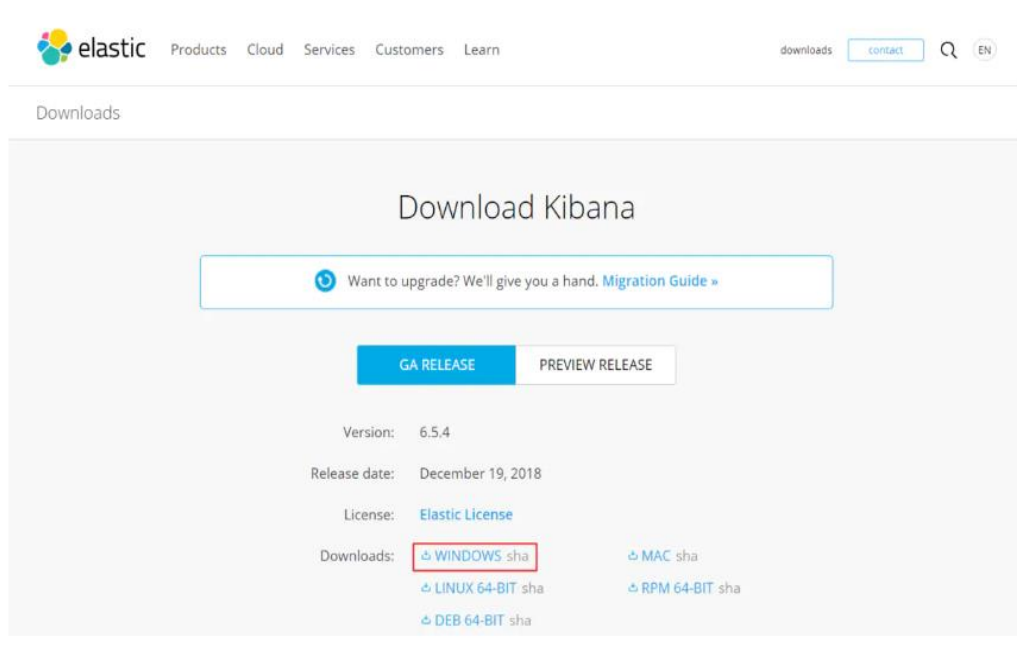 elastic Products Cloud Services Customers Learn downloads contact EN
Downloads
Download Kibana
Want to upgrade? We'll give you a hand. Migration Guide »
GA RELEASE PREVIEW RELEASE
Version: 6.5.4
Release date: December 19, 2018
License: Elastic License
Downloads: WINDOWS sha MAC sha
LINUX 64-BIT sha RPM 64-BIT sha
DEB 64-BIT sha